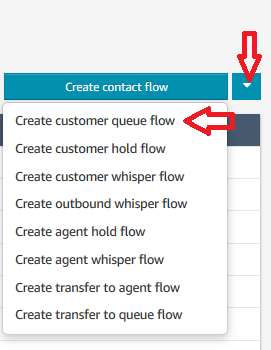 Create contact flow
Create customer queue flow
Create customer hold flow
Create customer whisper flow
Create outbound whisper flow
Create agent hold flow
Create agent whisper flow
Create transfer to agent flow
Create transfer to queue flow